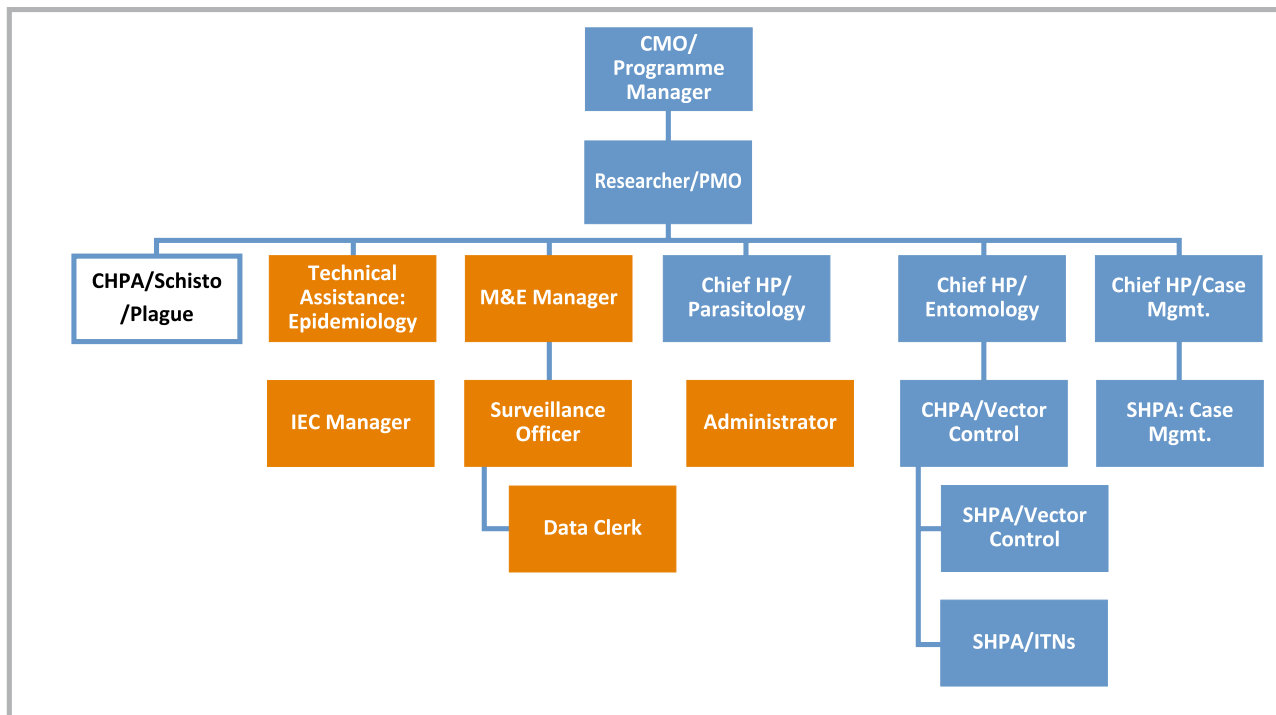 CMO/
Programme
Manager
Researcher/PMO
CHPA/Schisto
/Plague
Technical
Assistance:
Epidemiology
M&E Manager
Chief HP/
Parasitology
Chief HP/
Entomology
Chief HP/Case
Mgmt.
IEC Manager
Surveillance
Officer
Administrator
CHPA/Vector
Control
SHPA: Case
Mgmt.
Data Clerk
SHPA/Vector
Control
SHPA/ITNs